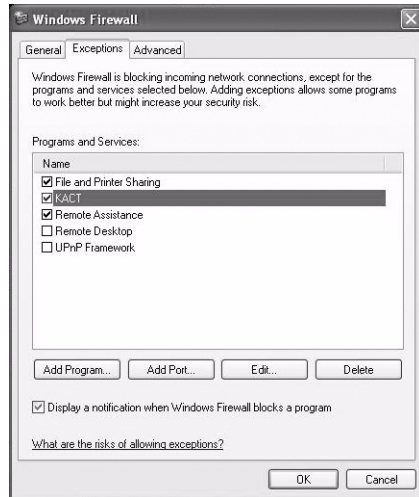 Windows Firewall
General Exceptions Advanced
Windows Firewall is blocking incoming network connections, except for the
programs and services selected below. Adding exceptions allows some programs
to work better but might increase your security risk.
Programs and Services:
Name
File and Printer Sharing
KACT
Remote Assistance
Remote Desktop
UPnP Framework
Add Program... Add Port... Edit... Delete
Display a notification when Windows Firewall blocks a program
What are the risks of allowing exceptions?
OK Cancel